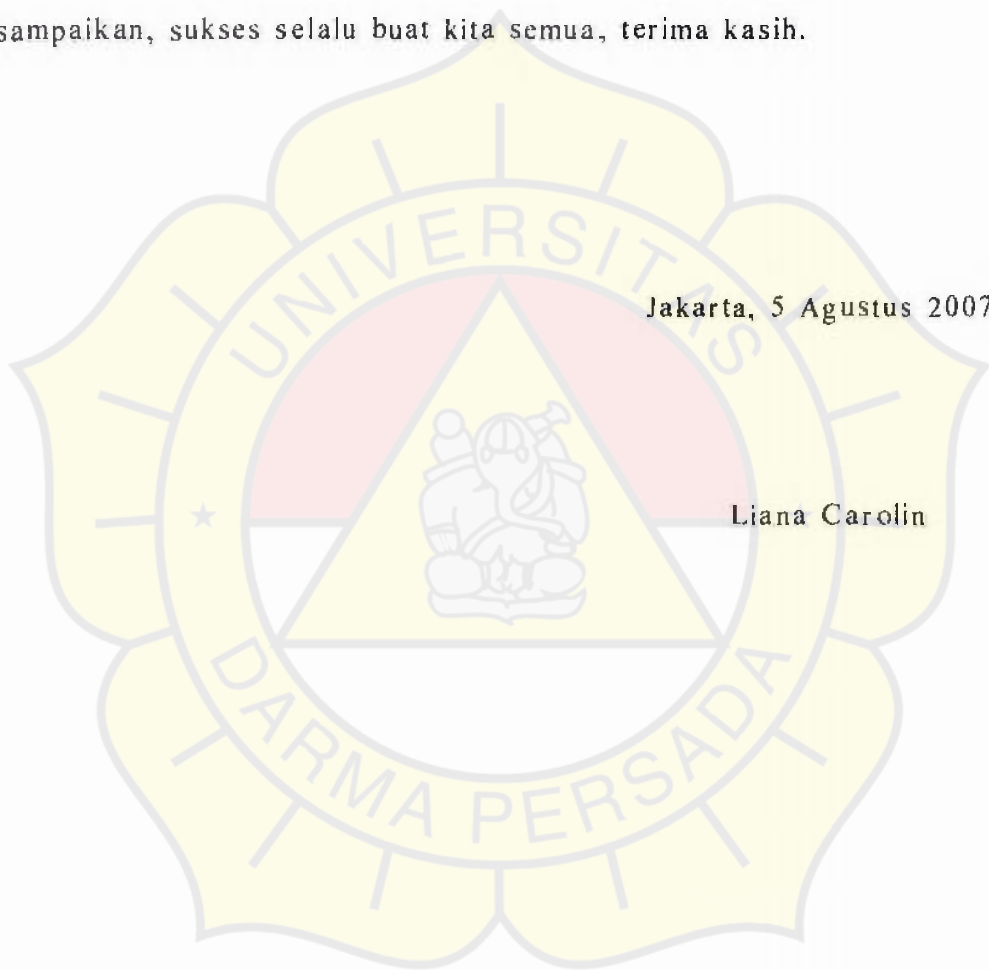 sampaikan, sukses selalu buat kita semua, terima kasih.
UNIVERSITAS
Jakarta, 5 Agustus 2007
Liana Carolin
DARMA PERSADA